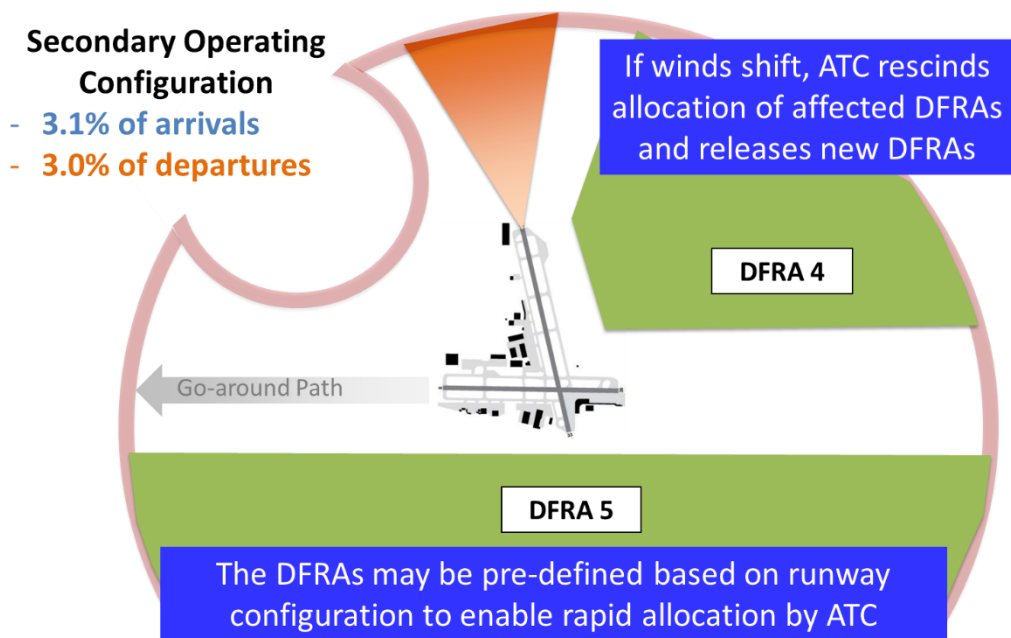 Secondary Operating
Configuration
- 3.1% of arrivals
- 3.0% of departures
If winds shift, ATC rescinds
allocation of affected DFRAs
and releases new DFRAs
DFRA 4
Go-around Path
DFRA 5
The DFRAs may be pre-defined based on runway
configuration to enable rapid allocation by ATC